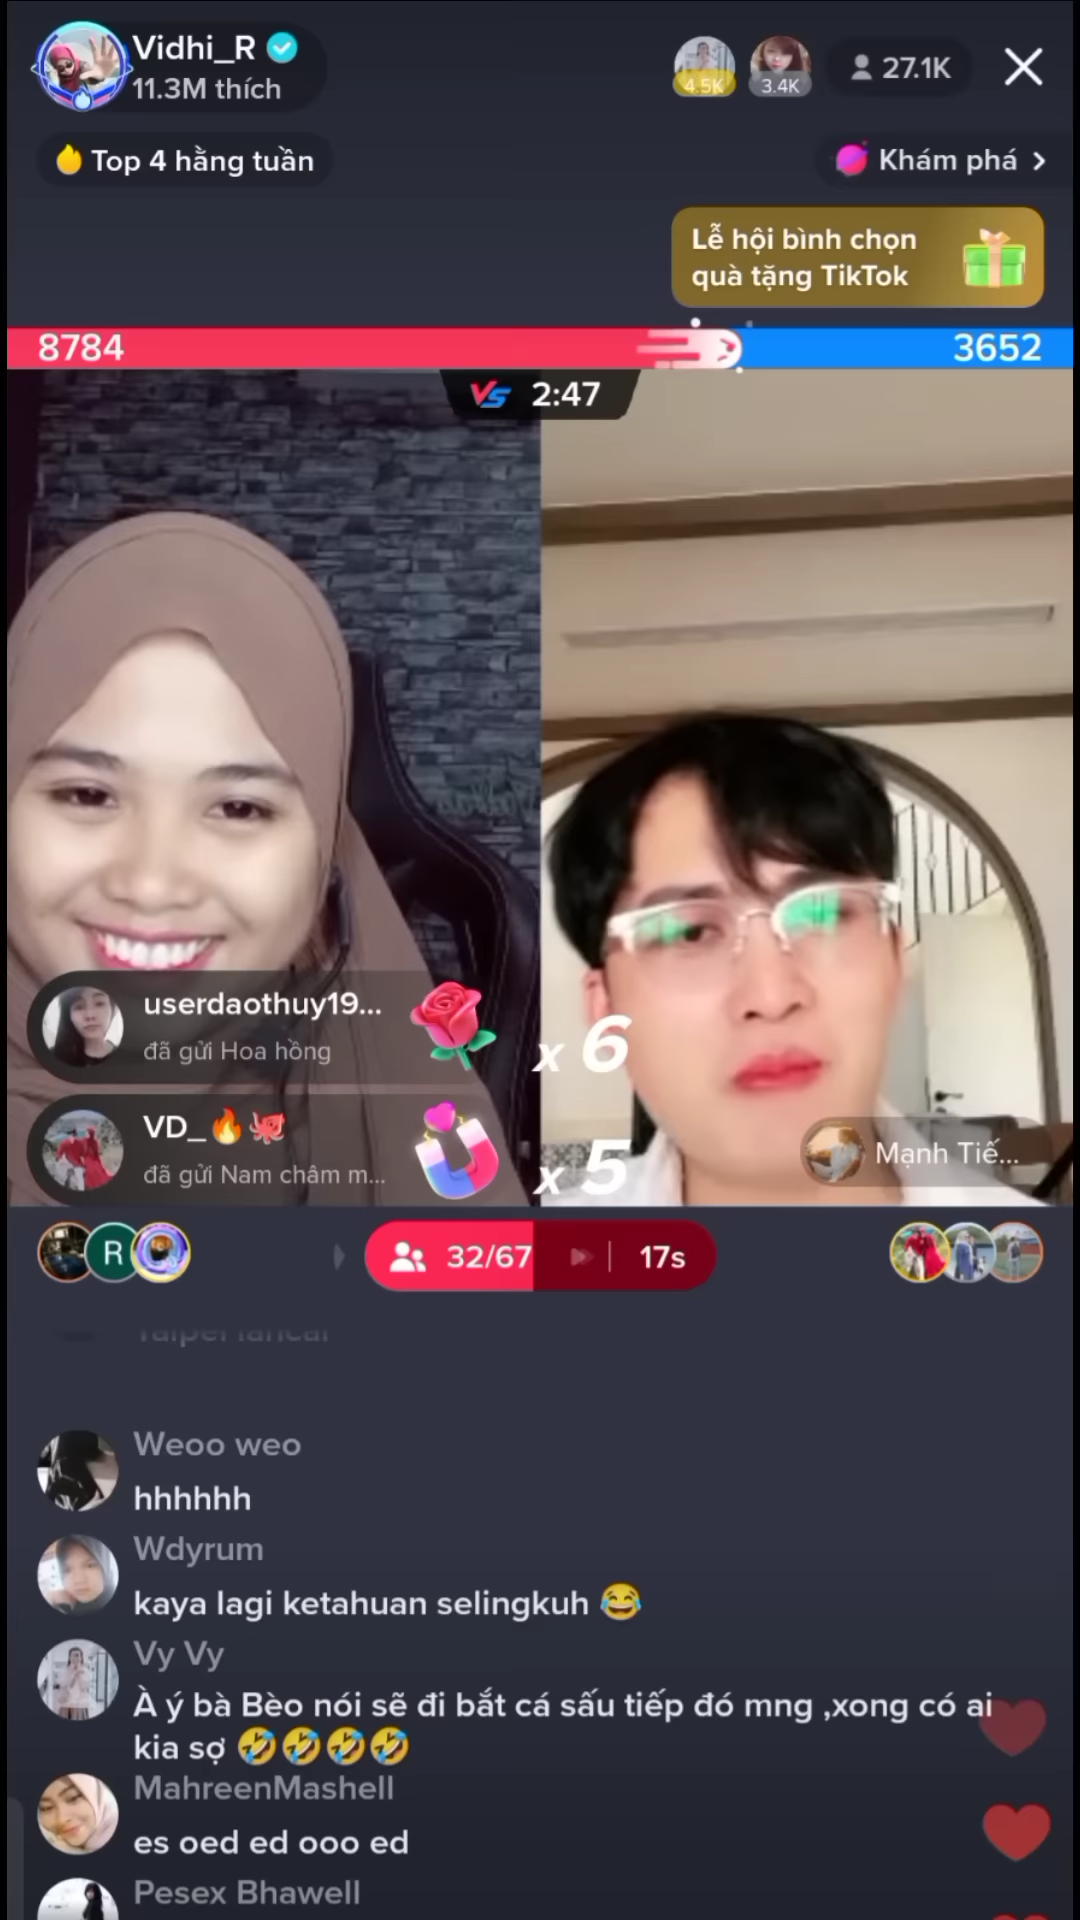 Vidhi_R
11.3M thích
4.5K
3.4K
27.1K
Top 4 hằng tuần
Khám phá
Lễ hội bình chọn
quà tặng TikTok
8784
3652
VS 2:47
userdaothuy19...
đã gửi Hoa hồng
x 6
VD_🔥🐙
đã gửi Nam châm m...
x 5
Mạnh Tiế...
R
32/67
17s
Taipei lancar
Weoo weo
hhhhhh
Wdyrum
kaya lagi ketahuan selingkuh 😂
Vy Vy
À ý bà Bèo nói sẽ đi bắt cá sấu tiếp đó mng ,xong có ai
kia sợ 🤣🤣🤣🤣
MahreenMashell
es oed ed ooo ed
Pesex Bhawell